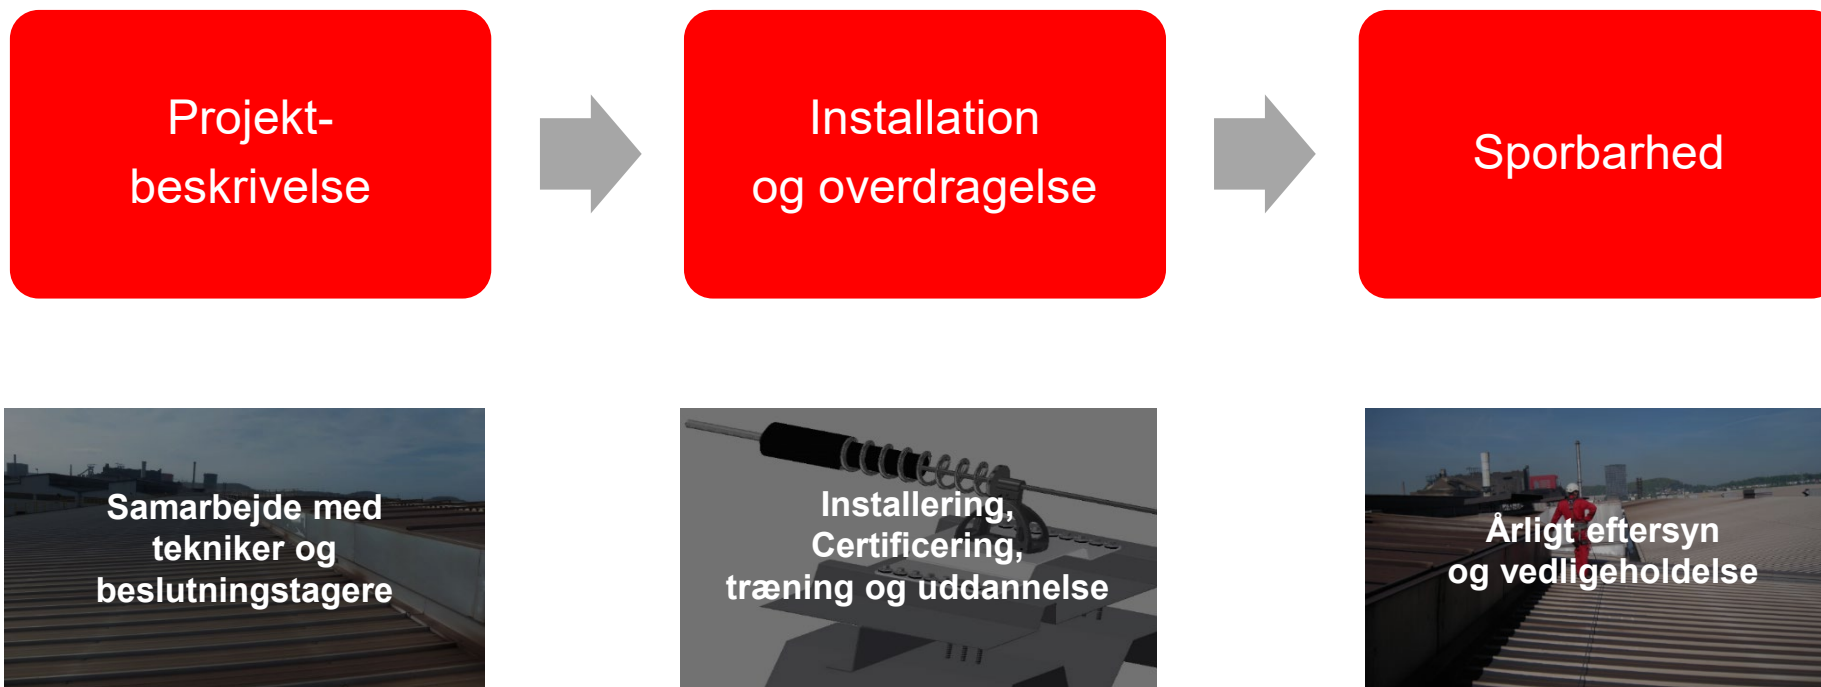 Projekt-
beskrivelse
Installation
og overdragelse
Sporbarhed
Samarbejde med
tekniker og
beslutningstagere
Installering,
Certificering,
træning og uddannelse
Årligt eftersyn
og vedligeholdelse